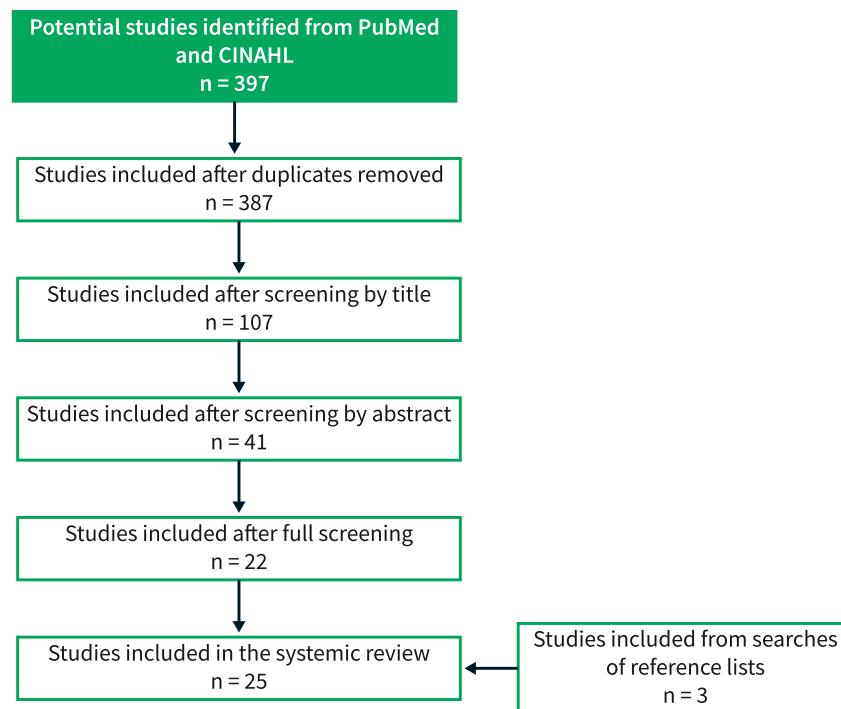 Potential studies identified from PubMed
and CINAHL
n = 397
Studies included after duplicates removed
n = 387
Studies included after screening by title
n = 107
Studies included after screening by abstract
n = 41
Studies included after full screening
n = 22
Studies included in the systemic review
n = 25
Studies included from searches
of reference lists
n = 3